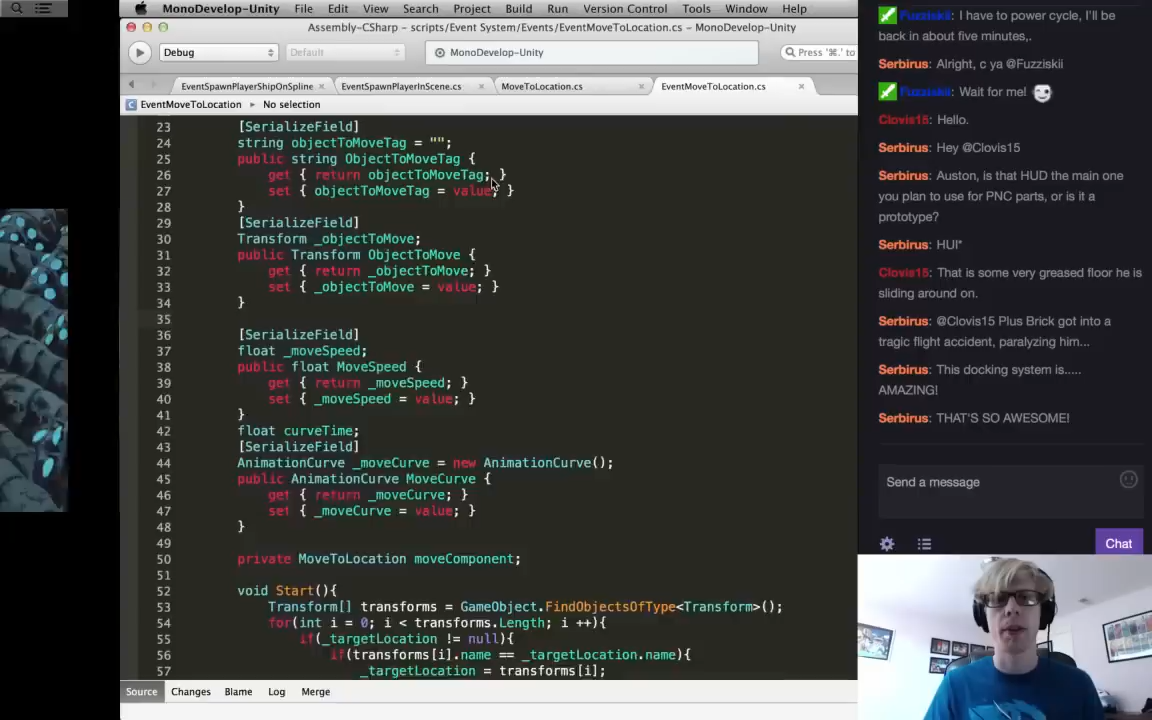 MonoDevelop-Unity File Edit View Search Project Build Run Version Control Tools Window Help
Assembly-CSharp – scripts/Event System/Events/EventMoveToLocation.cs – MonoDevelop-Unity
Debug Default MonoDevelop-Unity Press '⌘.' to
EventSpawnPlayerShipOnSpline EventSpawnPlayerInScene.cs MoveToLocation.cs EventMoveToLocation.cs
EventMoveToLocation No selection
23 [SerializeField]
24 string objectToMoveTag = "";
25 public string ObjectToMoveTag {
26 get { return objectToMoveTag; }
27 set { objectToMoveTag = value; }
28 }
29 [SerializeField]
30 Transform _objectToMove;
31 public Transform ObjectToMove {
32 get { return _objectToMove; }
33 set { _objectToMove = value; }
34 }
35
36 [SerializeField]
37 float _moveSpeed;
38 public float MoveSpeed {
39 get { return _moveSpeed; }
40 set { _moveSpeed = value; }
41 }
42 float curveTime;
43 [SerializeField]
44 AnimationCurve _moveCurve = new AnimationCurve();
45 public AnimationCurve MoveCurve {
46 get { return _moveCurve; }
47 set { _moveCurve = value; }
48 }
49
50 private MoveToLocation moveComponent;
51
52 void Start(){
53 Transform[] transforms = GameObject.FindObjectsOfType<Transform>();
54 for(int i = 0; i < transforms.Length; i ++){
55 if(_targetLocation != null){
56 if(transforms[i].name == _targetLocation.name){
57 _targetLocation = transforms[i];
Source Changes Blame Log Merge
Fuzziskii: I have to power cycle, I'll be
back in about five minutes,.
Serbirus: Alright, c ya @Fuzziskii
Fuzziskii: Wait for me!
Clovis15: Hello.
Serbirus: Hey @Clovis15
Serbirus: Auston, is that HUD the main one
you plan to use for PNC parts, or is it a
prototype?
Serbirus: HUI*
Clovis15: That is some very greased floor he is
sliding around on.
Serbirus: @Clovis15 Plus Brick got into a
tragic flight accident, paralyzing him...
Serbirus: This docking system is.....
AMAZING!
Serbirus: THAT'S SO AWESOME!
Send a message
Chat